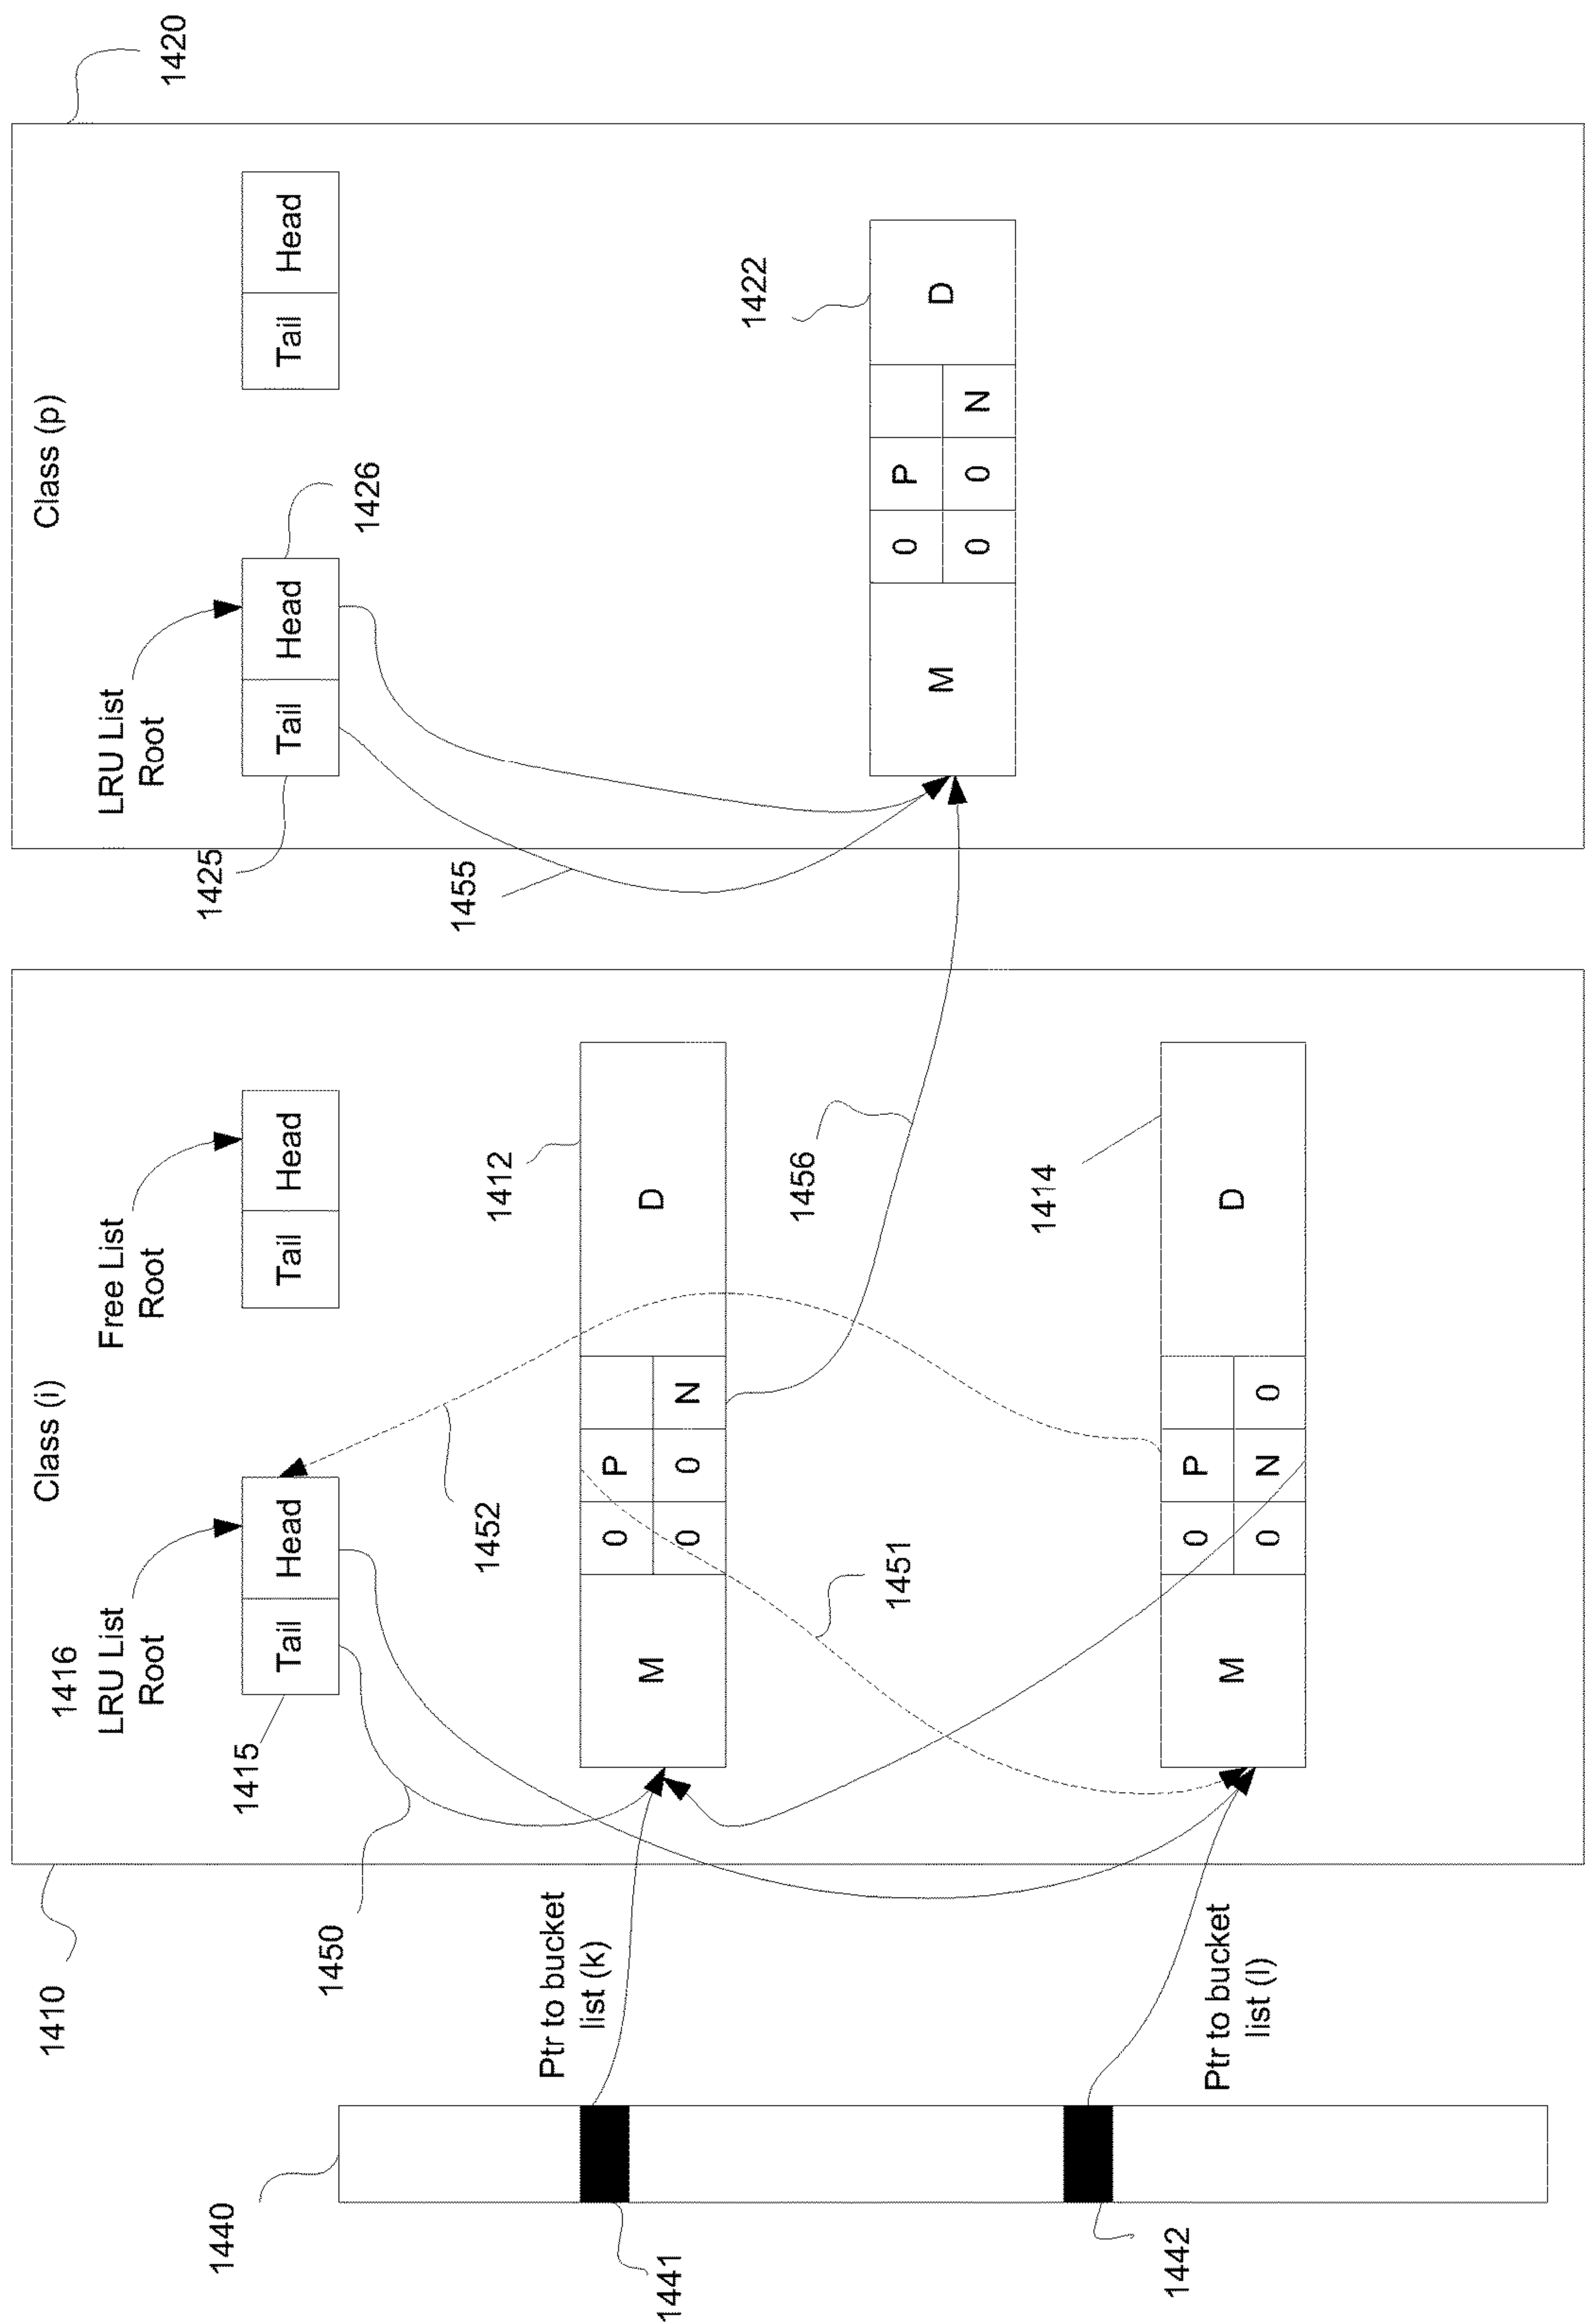 1440
1441
1442
Ptr to bucket
list (k)
Ptr to bucket
list (l)
1410
Class (i)
1416
LRU List
Root
Tail
Head
1415
1450
Free List
Root
Tail
Head
1452
1412
M
0
P
0
0
N
D
1451
1456
1414
M
0
P
0
N
0
D
1420
Class (p)
LRU List
Root
Tail
Head
1425
1426
Tail
Head
1455
1422
M
0
P
0
0
N
D